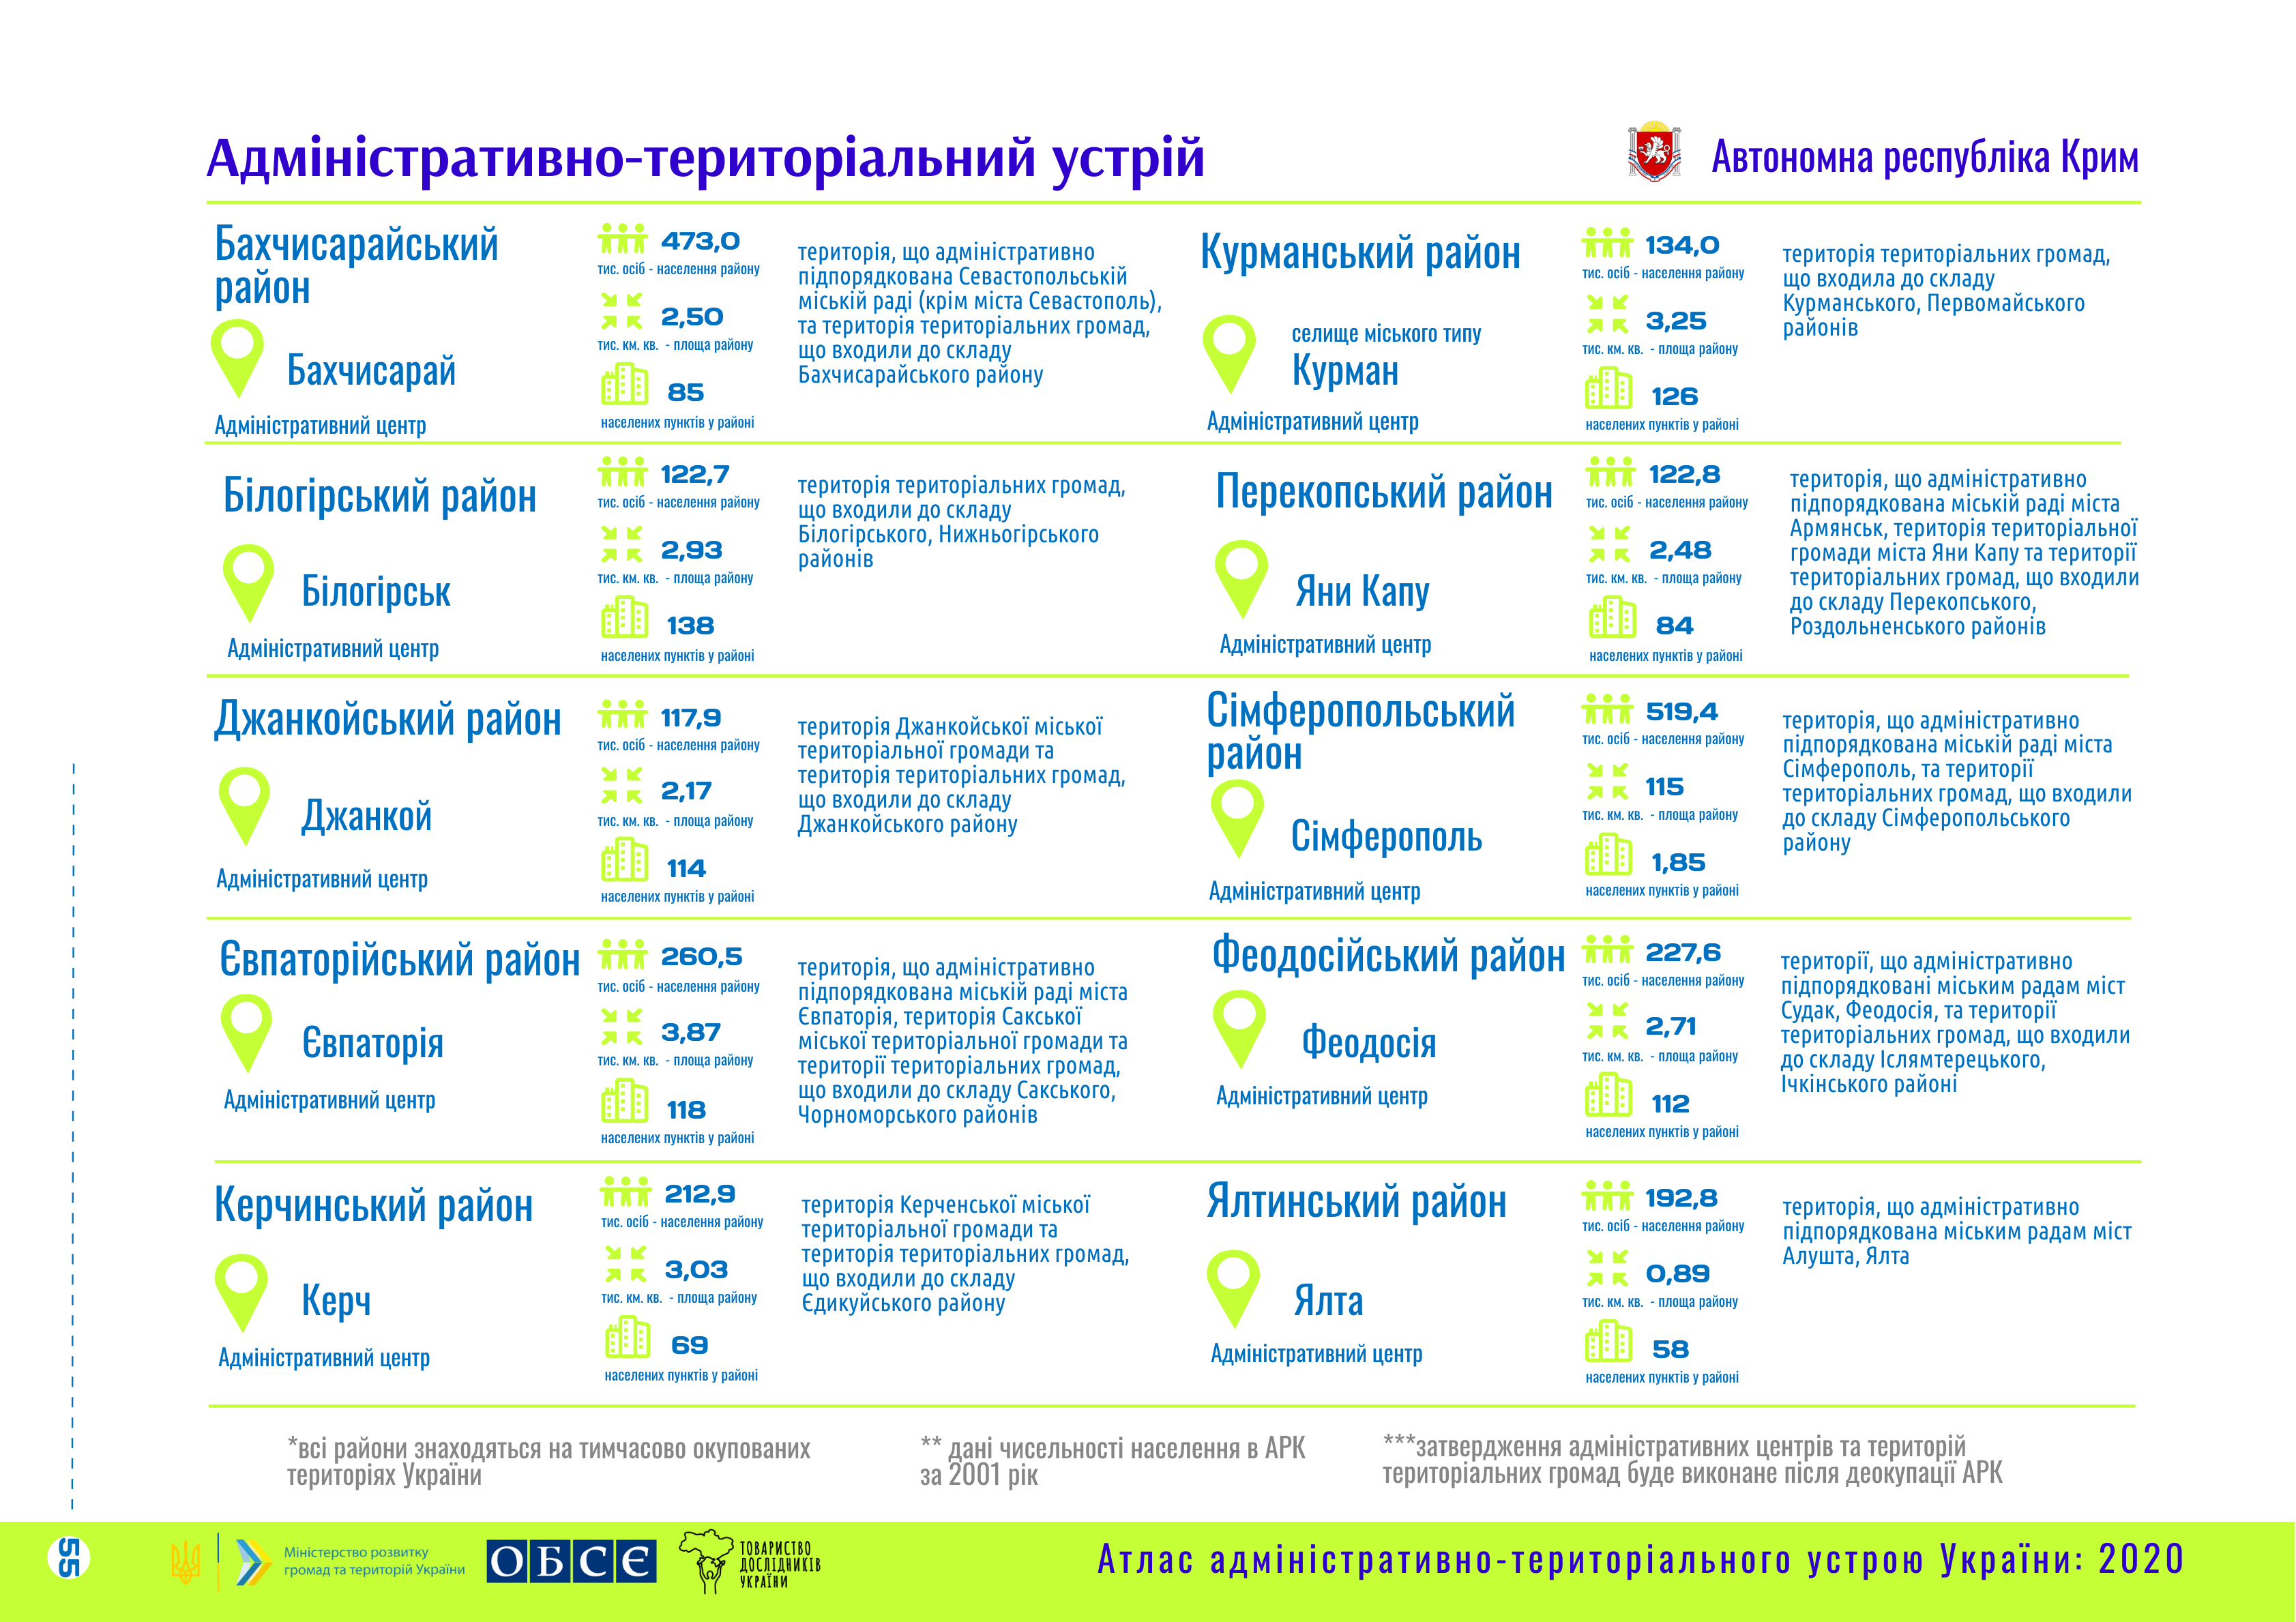 Адміністративно-територіальний устрій
Автономна республіка Крим
Бахчисарайський
район
Бахчисарай
Адміністративний центр
473,0
тис. осіб - населення району
2,50
тис. км. кв. - площа району
85
населених пунктів у районі
територія, що адміністративно
підпорядкована Севастопольській
міській раді (крім міста Севастополь),
та територія територіальних громад,
що входили до складу
Бахчисарайського району
Курманський район
селище міського типу
Курман
Адміністративний центр
134,0
тис. осіб - населення району
3,25
тис. км. кв. - площа району
126
населених пунктів у районі
територія територіальних громад,
що входила до складу
Курманського, Первомайського
районів
Білогірський район
Білогірськ
Адміністративний центр
122,7
тис. осіб - населення району
2,93
тис. км. кв. - площа району
138
населених пунктів у районі
територія територіальних громад,
що входили до складу
Білогірського, Нижньогірського
районів
Перекопський район
Яни Капу
Адміністративний центр
122,8
тис. осіб - населення району
2,48
тис. км. кв. - площа району
84
населених пунктів у районі
територія, що адміністративно
підпорядкована міській раді міста
Армянськ, територія територіальної
громади міста Яни Капу та території
територіальних громад, що входили
до складу Перекопського,
Роздольненського районів
Джанкойський район
Джанкой
Адміністративний центр
117,9
тис. осіб - населення району
2,17
тис. км. кв. - площа району
114
населених пунктів у районі
територія Джанкойської міської
територіальної громади та
територія територіальних громад,
що входили до складу
Джанкойського району
Сімферопольський
район
Сімферополь
Адміністративний центр
519,4
тис. осіб - населення району
115
тис. км. кв. - площа району
1,85
населених пунктів у районі
територія, що адміністративно
підпорядкована міській раді міста
Сімферополь, та території
територіальних громад, що входили
до складу Сімферопольського
району
Євпаторійський район
Євпаторія
Адміністративний центр
260,5
тис. осіб - населення району
3,87
тис. км. кв. - площа району
118
населених пунктів у районі
територія, що адміністративно
підпорядкована міській раді міста
Євпаторія, територія Сакської
міської територіальної громади та
території територіальних громад,
що входили до складу Сакського,
Чорноморського районів
Феодосійський район
Феодосія
Адміністративний центр
227,6
тис. осіб - населення району
2,71
тис. км. кв. - площа району
112
населених пунктів у районі
території, що адміністративно
підпорядковані міським радам міст
Судак, Феодосія, та території
територіальних громад, що входили
до складу Іслямтерецького,
Ічкінського районі
Керчинський район
Керч
Адміністративний центр
212,9
тис. осіб - населення району
3,03
тис. км. кв. - площа району
69
населених пунктів у районі
територія Керченської міської
територіальної громади та
територія територіальних громад,
що входили до складу
Єдикуйського району
Ялтинський район
Ялта
Адміністративний центр
192,8
тис. осіб - населення району
0,89
тис. км. кв. - площа району
58
населених пунктів у районі
територія, що адміністративно
підпорядкована міським радам міст
Алушта, Ялта
*всі райони знаходяться на тимчасово окупованих
територіях України
** дані чисельності населення в АРК
за 2001 рік
***затвердження адміністративних центрів та територій
територіальних громад буде виконане після деокупації АРК
55
Міністерство розвитку
громад та територій України
ОБСЄ
ТОВАРИСТВО
ДОСЛІДНИКІВ
УКРАЇНИ
Атлас адміністративно-територіального устрою України: 2020